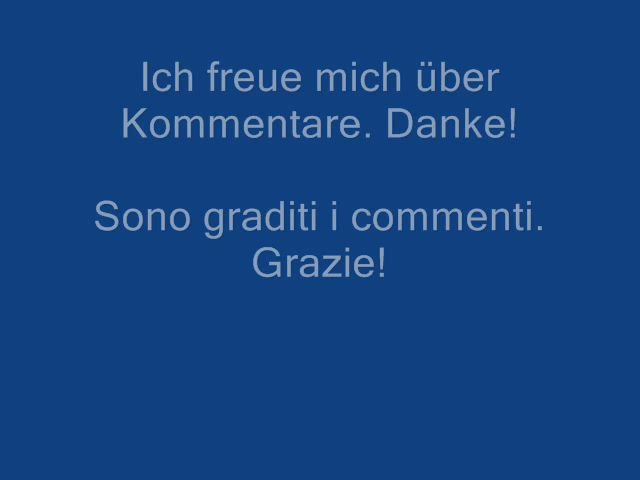 Ich freue mich über
Kommentare. Danke!
Sono graditi i commenti.
Grazie!